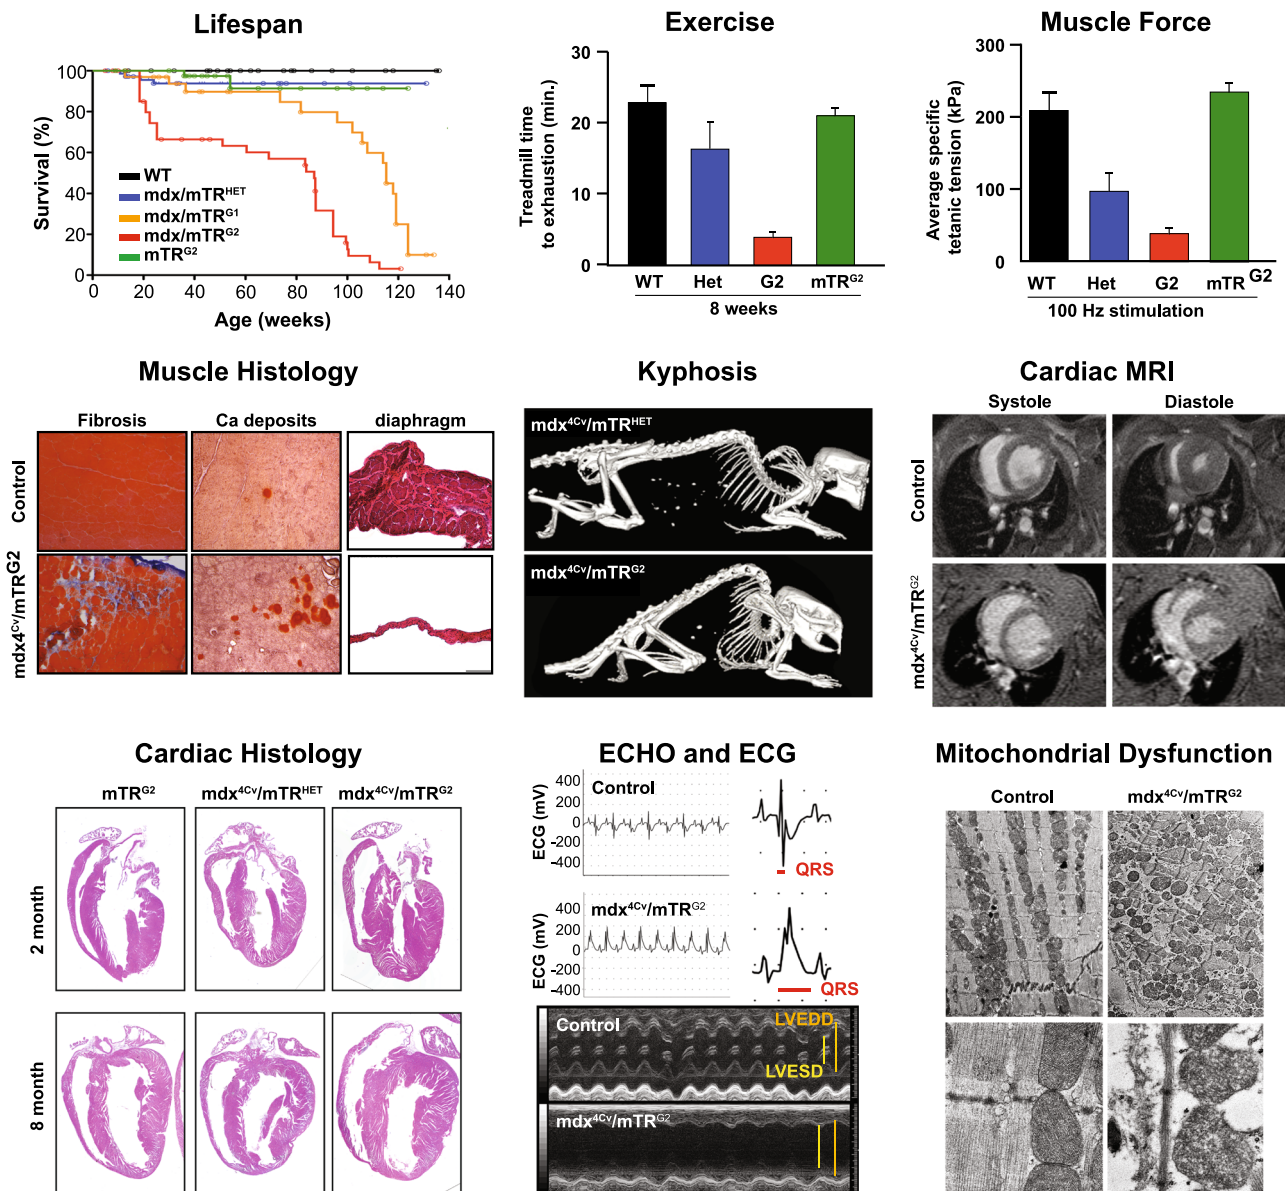 Lifespan
Survival (%)
100
80
60
40
20
0
WT
mdx/mTR^HET
mdx/mTR^G1
mdx/mTR^G2
mTR^G2
0 20 40 60 80 100 120 140
Age (weeks)
Exercise
Treadmill time
to exhaustion (min.)
30
20
10
0
WT Het G2 mTR^G2
8 weeks
Muscle Force
Average specific
tetanic tension (kPa)
300
200
100
0
WT Het G2 mTR^G2
100 Hz stimulation
Muscle Histology
Fibrosis Ca deposits diaphragm
Control
mdx4^Cv/mTR^G2
Kyphosis
mdx^4Cv/mTR^HET
mdx^4Cv/mTR^G2
Cardiac MRI
Systole Diastole
Control
mdx^4Cv/mTR^G2
Cardiac Histology
mTR^G2 mdx^4Cv/mTR^HET mdx^4Cv/mTR^G2
2 month
8 month
ECHO and ECG
ECG (mV)
400
200
0
-200
-400
Control
QRS
ECG (mV)
400
200
0
-200
-400
mdx^4Cv/mTR^G2
QRS
Control
LVEDD
LVESD
mdx^4Cv/mTR^G2
Mitochondrial Dysfunction
Control mdx^4Cv/mTR^G2